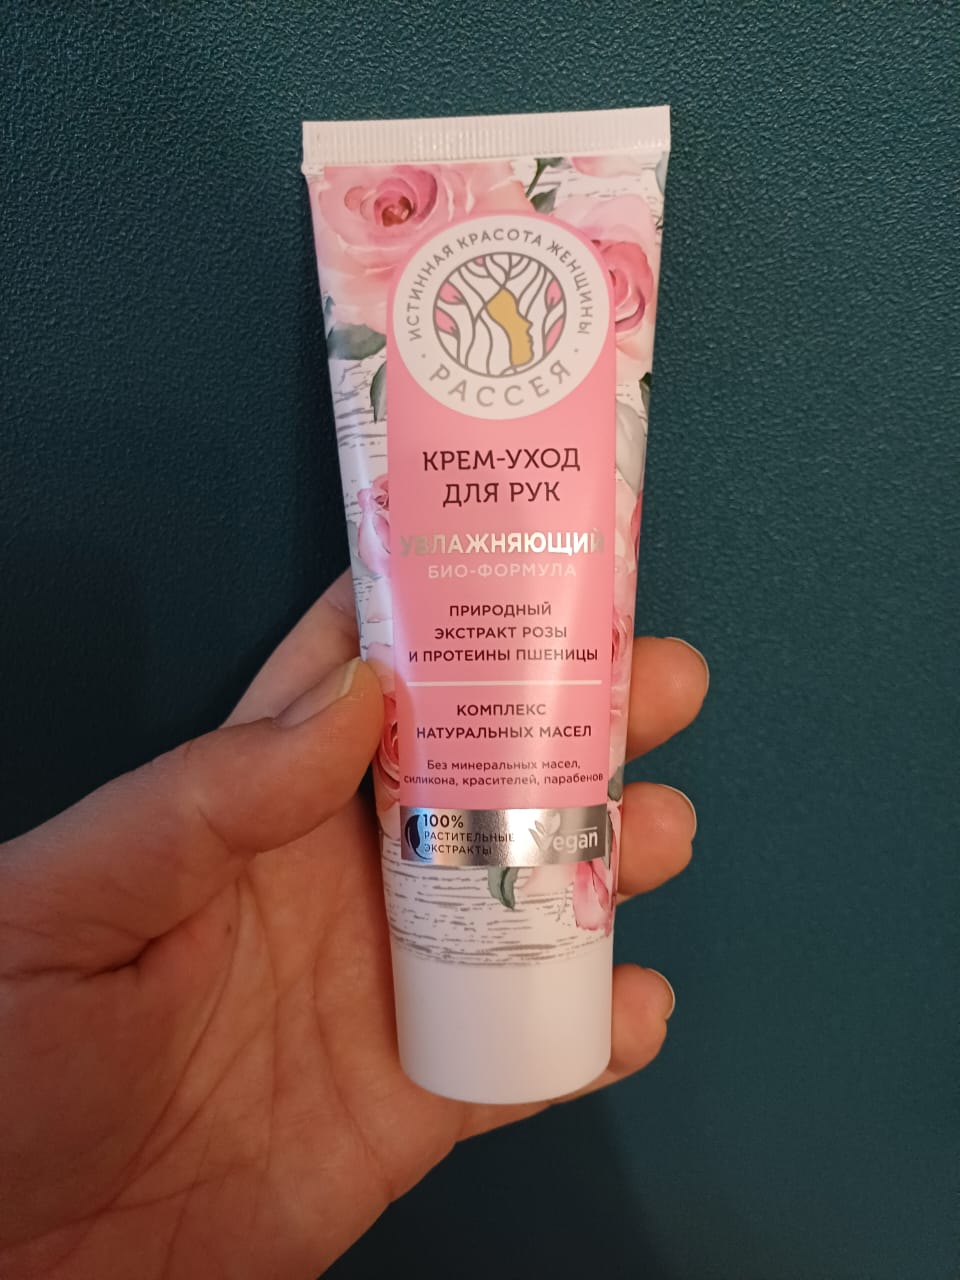 ИСТИННАЯ КРАСОТА ЖЕНЩИНЫ
РАССЕЯ
КРЕМ-УХОД
ДЛЯ РУК
УВЛАЖНЯЮЩИЙ
БИО-ФОРМУЛА
ПРИРОДНЫЙ
ЭКСТРАКТ РОЗЫ
И ПРОТЕИНЫ ПШЕНИЦЫ
КОМПЛЕКС
НАТУРАЛЬНЫХ МАСЕЛ
Без минеральных масел,
силикона, красителей, парабенов
100%
РАСТИТЕЛЬНЫЕ
ЭКСТРАКТЫ
Vegan